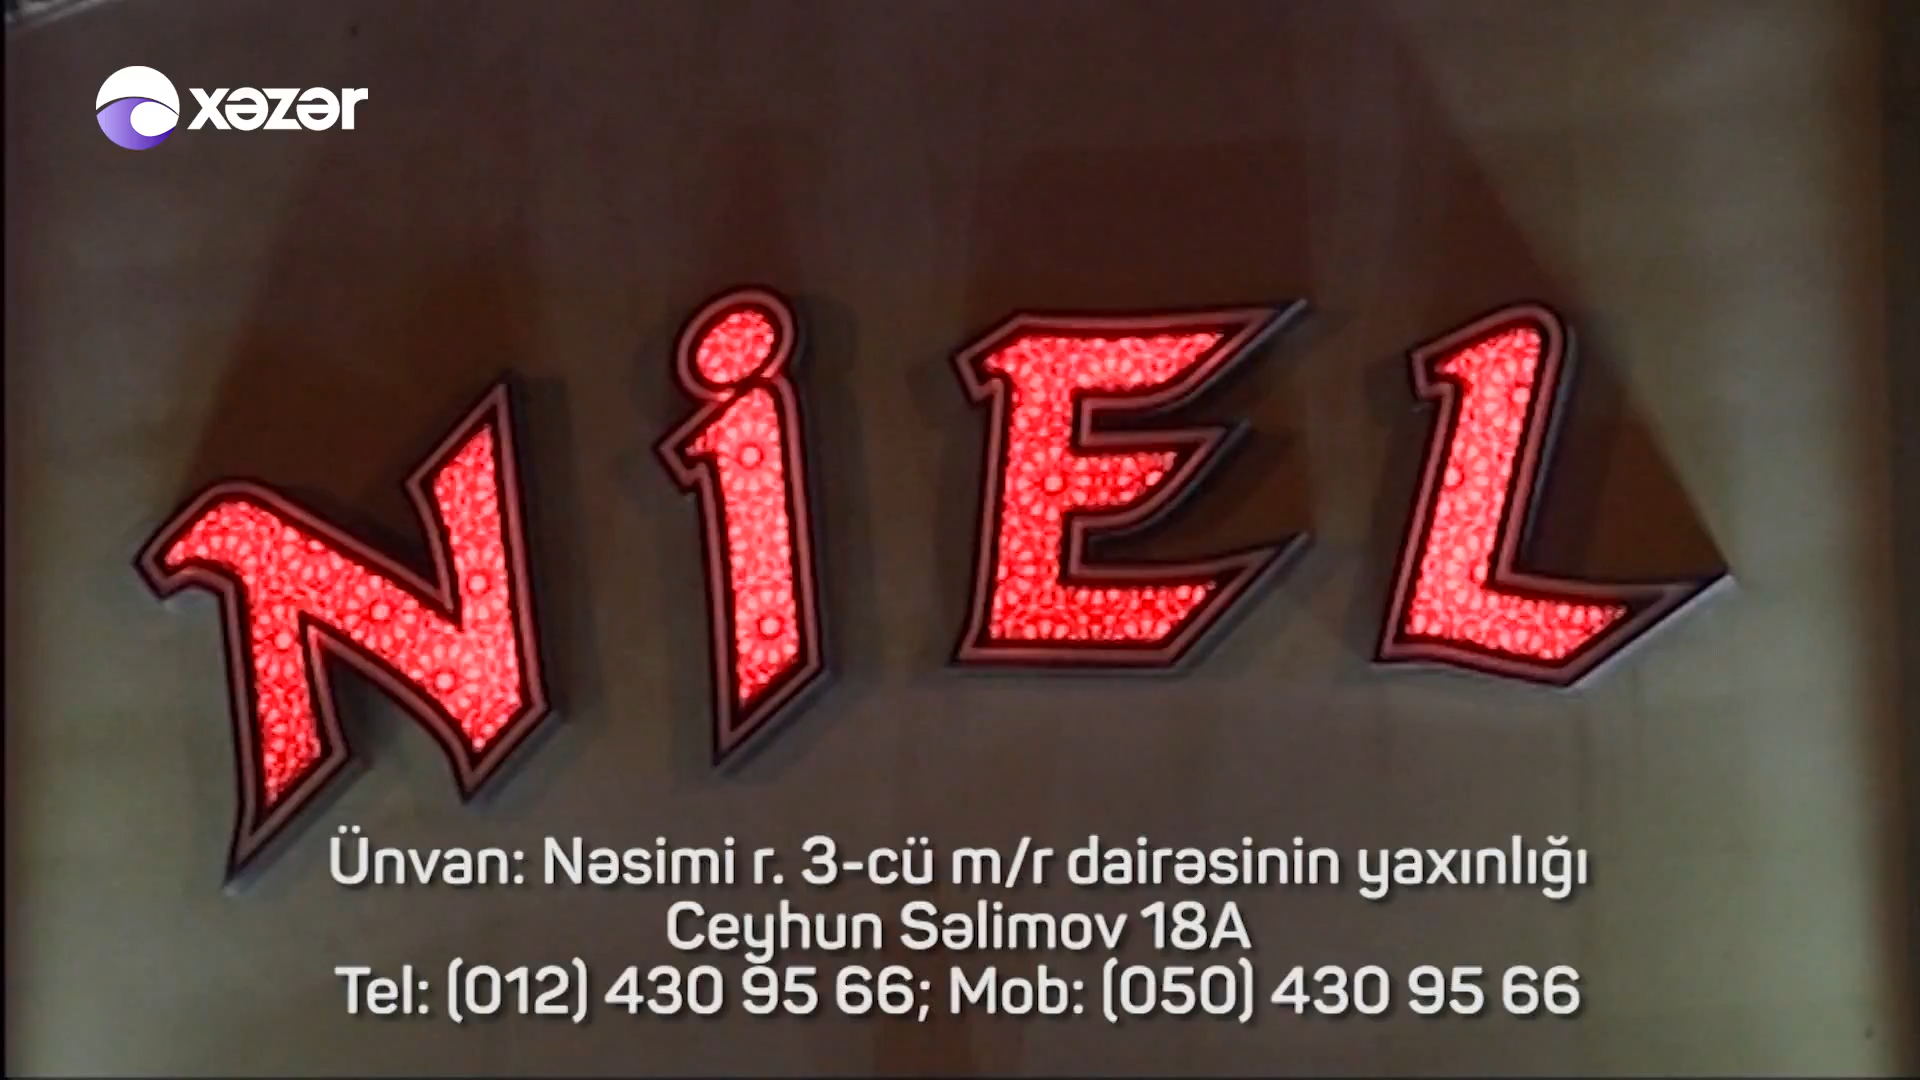 xəzər
NiEL
Ünvan: Nəsimi r. 3-cü m/r dairəsinin yaxınlığı
Ceyhun Səlimov 18A
Tel: (012) 430 95 66; Mob: (050) 430 95 66